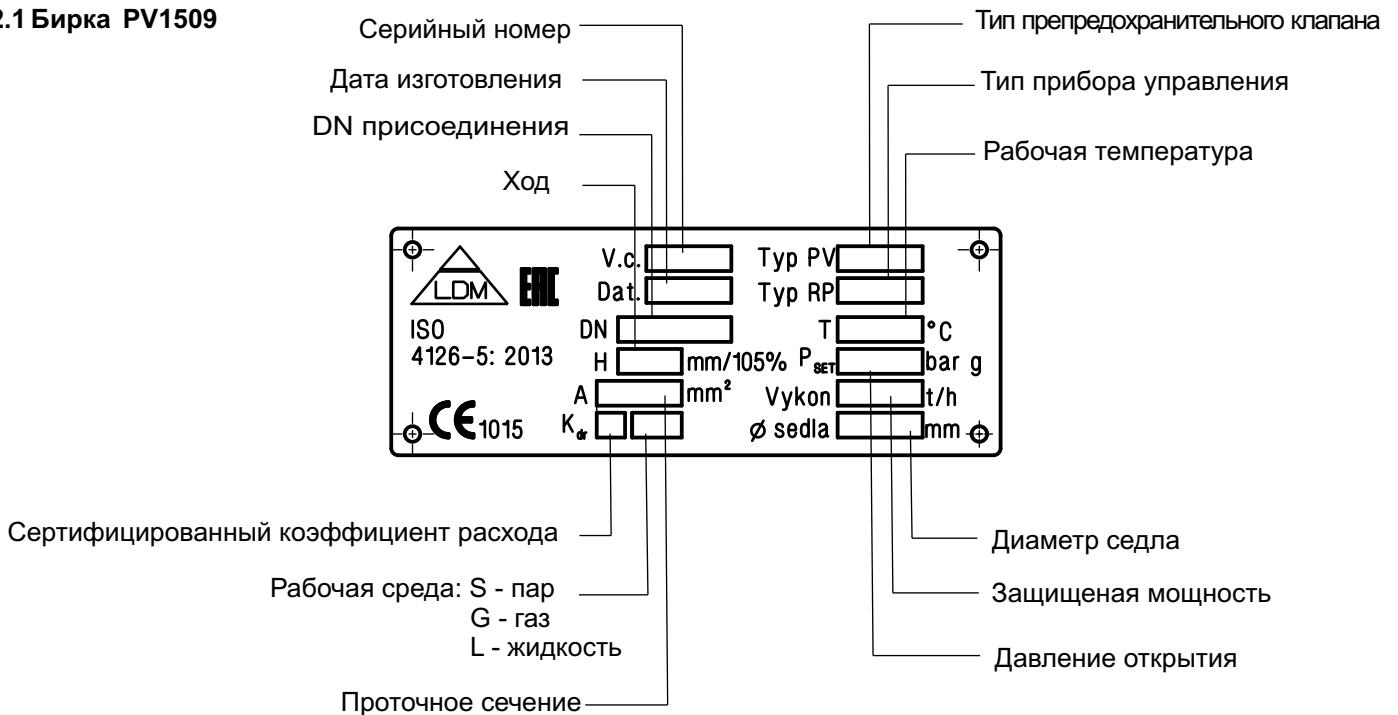 2.1 Бирка PV1509
Серийный номер
Дата изготовления
DN присоединения
Ход
Тип препредохранительного клапана
Тип прибора управления
Рабочая температура
LDM
EAC
ISO
4126-5: 2013
CE 1015
V.c.
Dat.
DN
H mm/105%
A mm²
Kdr
Typ PV
Typ RP
T °C
PSET bar g
Vykon t/h
ø sedla mm
Сертифицированный коэффициент расхода
Рабочая среда: S - пар
G - газ
L - жидкость
Проточное сечение
Диаметр седла
Защищеная мощность
Давление открытия